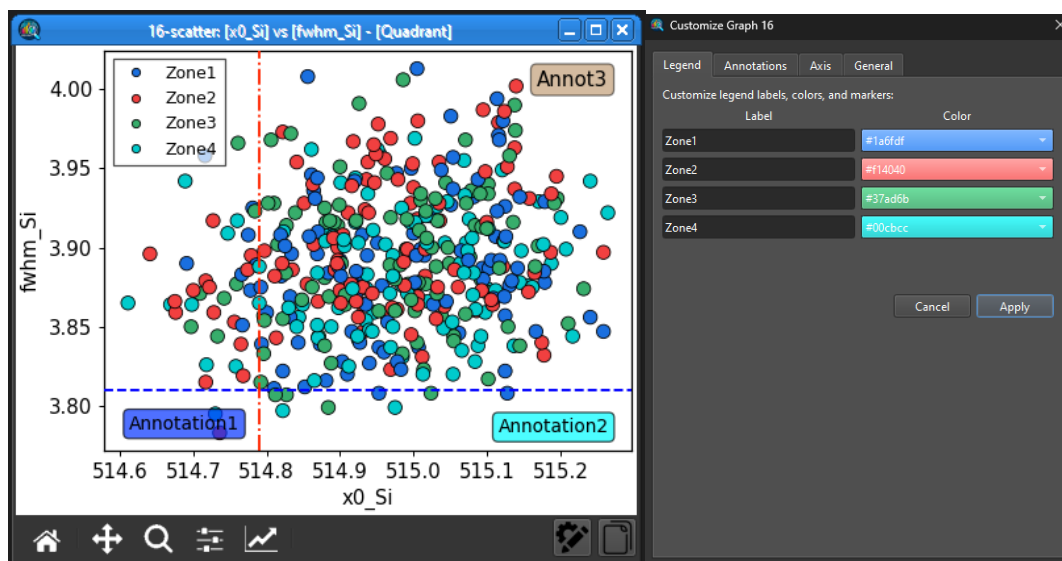 16-scatter: [x0_Si] vs [fwhm_Si] - [Quadrant]
Zone1
Zone2
Zone3
Zone4
Annot3
4.00
3.95
3.90
3.85
3.80
fwhm_Si
Annotation1
Annotation2
514.6 514.7 514.8 514.9 515.0 515.1 515.2
x0_Si
Customize Graph 16
Legend Annotations Axis General
Customize legend labels, colors, and markers:
Label Color
Zone1 #1a6fdf
Zone2 #f14040
Zone3 #37ad6b
Zone4 #00cbcc
Cancel Apply